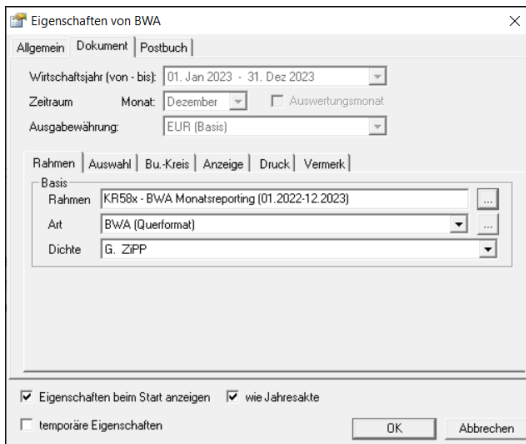 Eigenschaften von BWA
Allgemein Dokument Postbuch
Wirtschaftsjahr (von - bis): 01. Jan 2023 - 31. Dez 2023
Zeitraum Monat: Dezember Auswertungsmonat
Ausgabewährung: EUR (Basis)
Rahmen Auswahl Bu.-Kreis Anzeige Druck Vermerk
Basis
Rahmen KR58x - BWA Monatsreporting (01.2022-12.2023) ...
Art BWA (Querformat) ...
Dichte G. ZiPP
Eigenschaften beim Start anzeigen wie Jahresakte
temporäre Eigenschaften OK Abbrechen